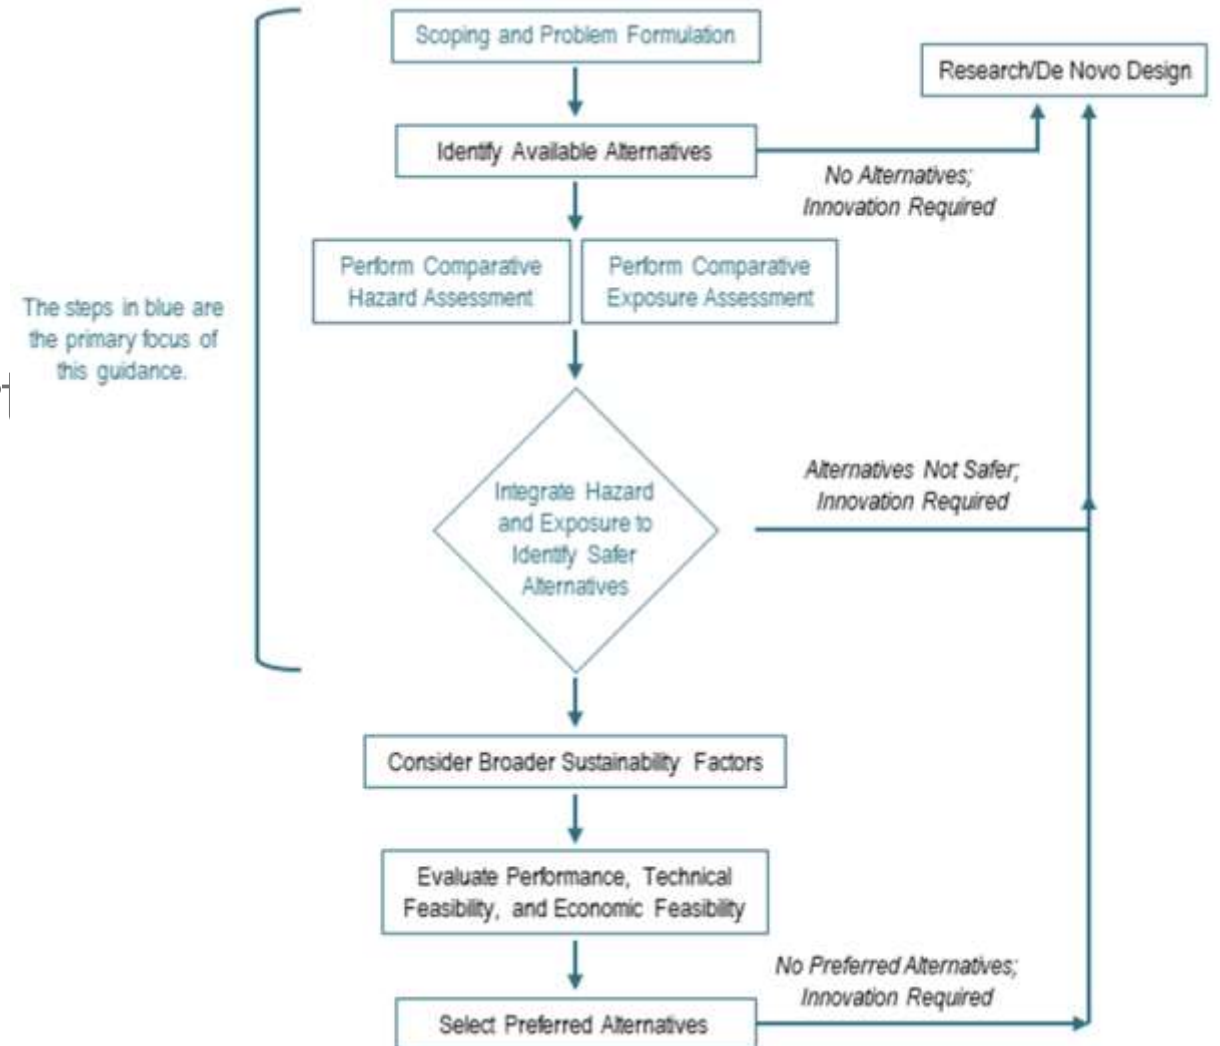 Scoping and Problem Formulation
Research/De Novo Design
Identify Available Alternatives
No Alternatives;
Innovation Required
Perform Comparative
Hazard Assessment
Perform Comparative
Exposure Assessment
The steps in blue are
the primary focus of
this guidance.
Alternatives Not Safer;
Innovation Required
Integrate Hazard
and Exposure to
Identify Safer
Alternatives
Consider Broader Sustainability Factors
Evaluate Performance, Technical
Feasibility, and Economic Feasibility
No Preferred Alternatives;
Innovation Required
Select Preferred Alternatives